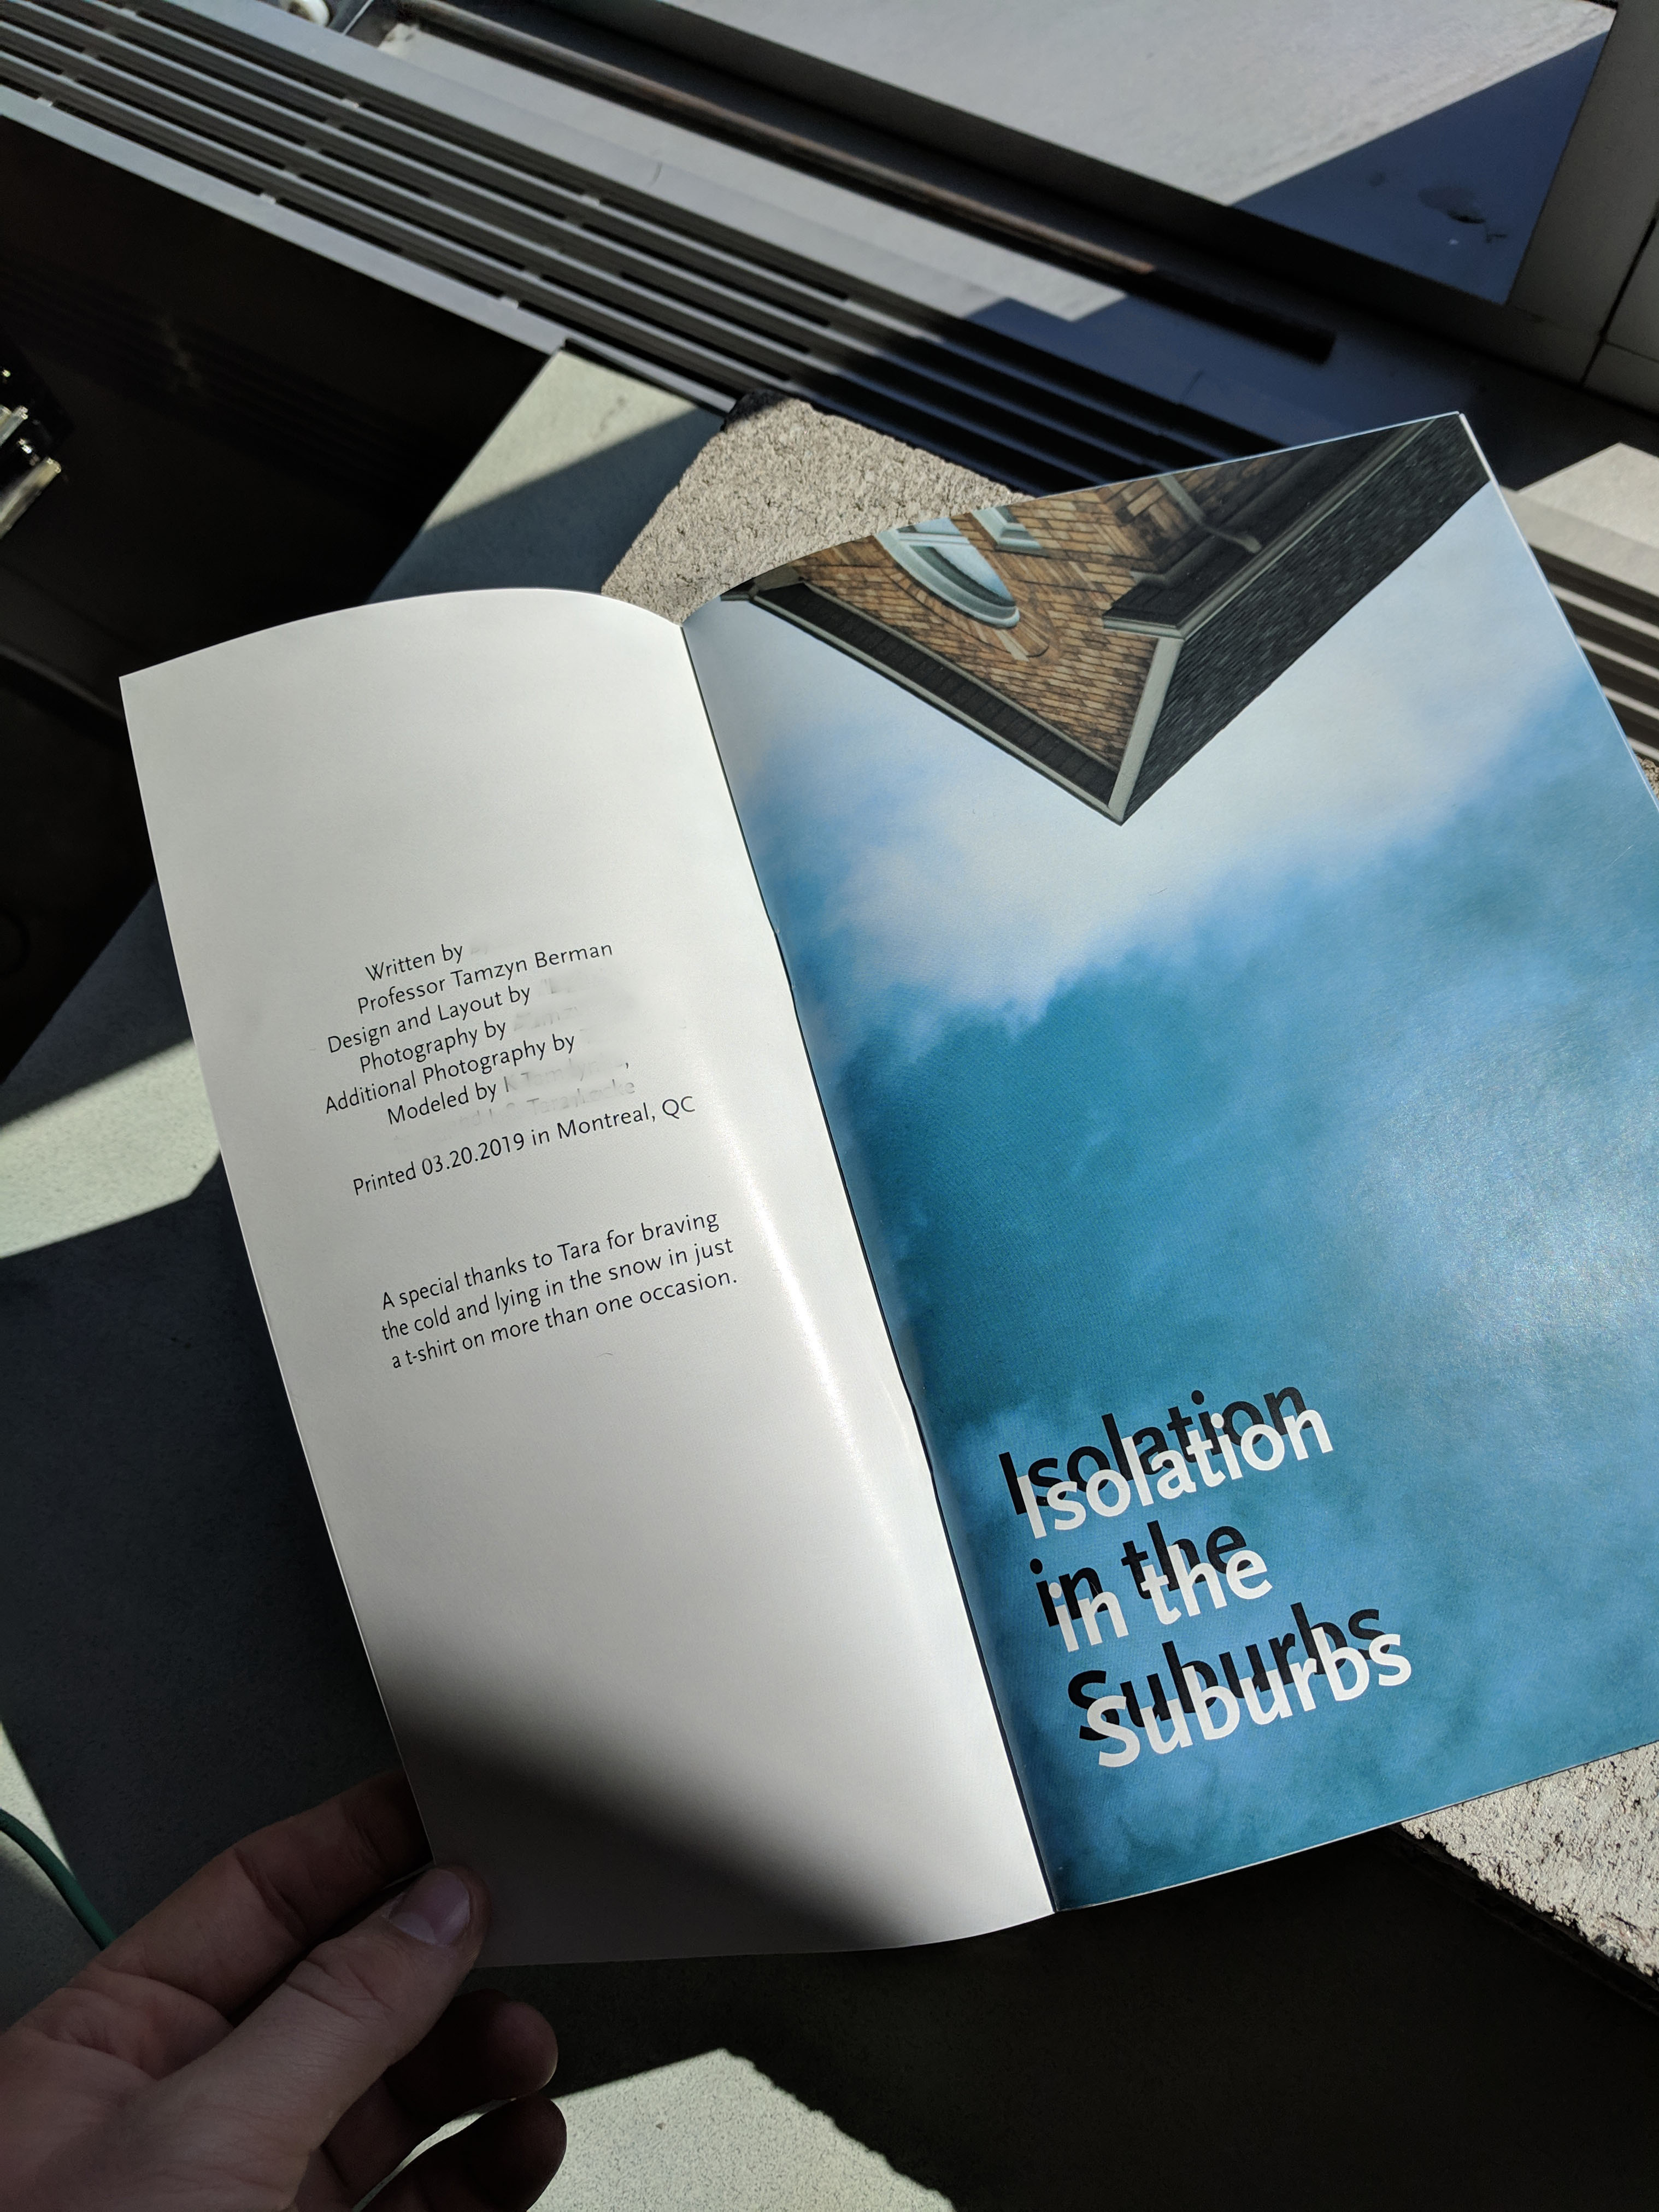 Written by
Professor Tamzyn Berman
Design and Layout by
Photography by
Additional Photography by
Modeled by
Printed 03.20.2019 in Montreal, QC
A special thanks to Tara for braving
the cold and lying in the snow in just
a t-shirt on more than one occasion.
Isolation
in the
Suburbs